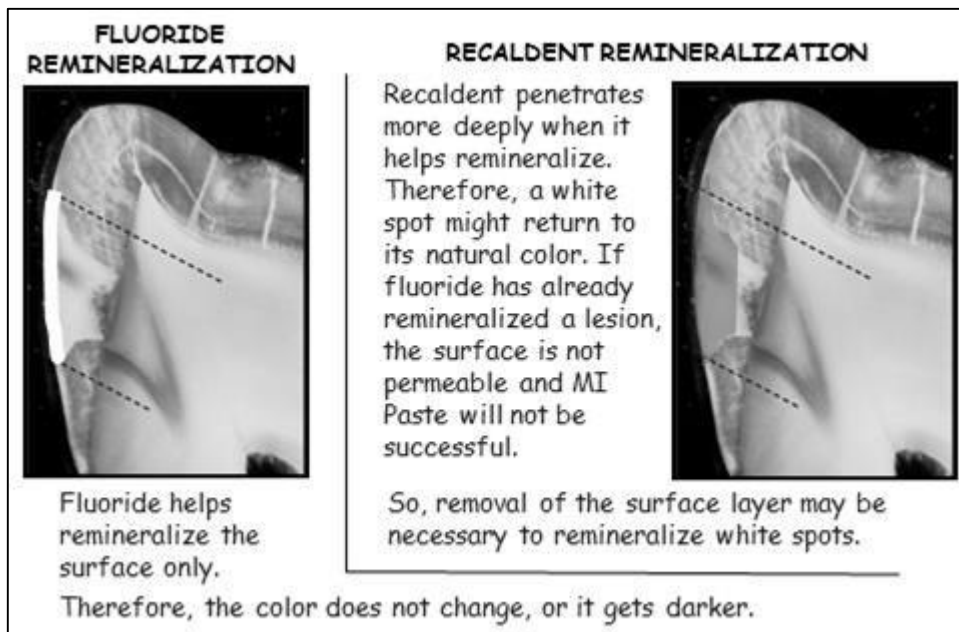 FLUORIDE
REMINERALIZATION
Fluoride helps
remineralize the
surface only.
RECALDENT REMINERALIZATION
Recaldent penetrates
more deeply when it
helps remineralize.
Therefore, a white
spot might return to
its natural color. If
fluoride has already
remineralized a lesion,
the surface is not
permeable and MI
Paste will not be
successful.
So, removal of the surface layer may be
necessary to remineralize white spots.
Therefore, the color does not change, or it gets darker.